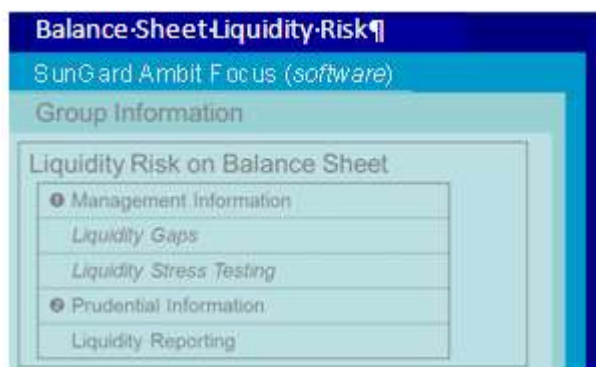 Balance·Sheet·Liquidity·Risk¶
SunGard Ambit Focus (software)
Group Information
Liquidity Risk on Balance Sheet
❶ Management Information
Liquidity Gaps
Liquidity Stress Testing
❷ Prudential Information
Liquidity Reporting